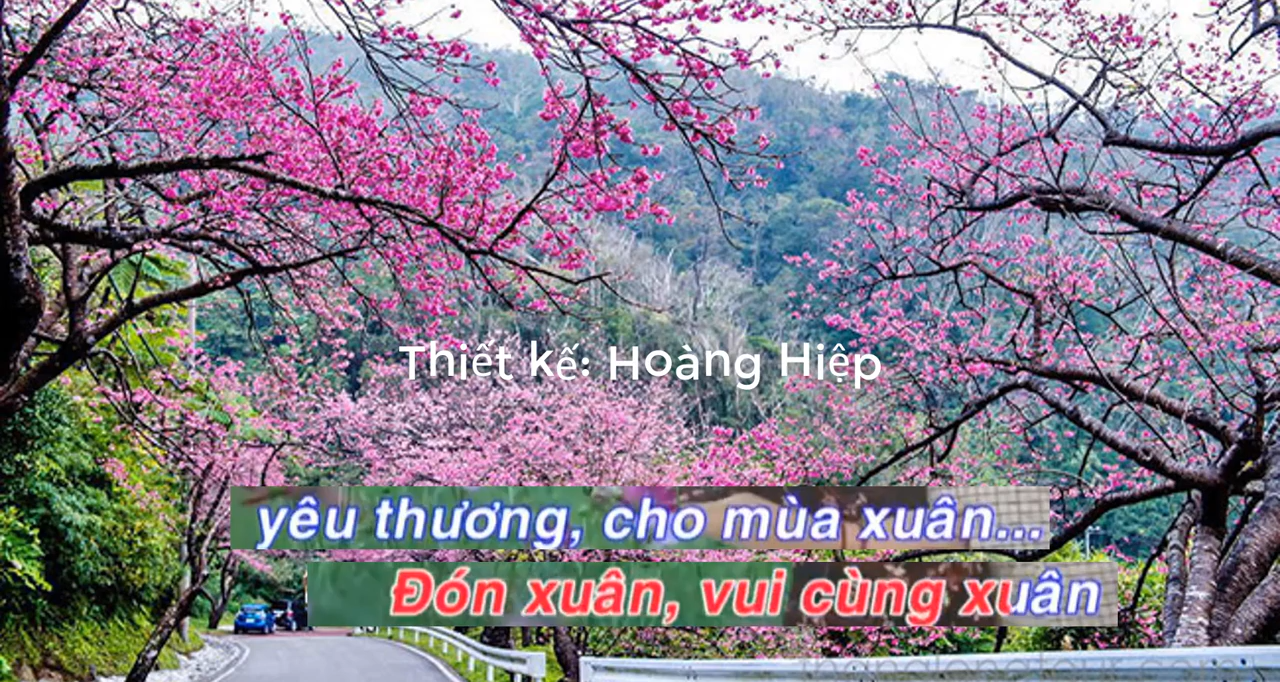 Thiết kế: Hoàng Hiệp
yêu thương, cho mùa xuân...
Đón xuân, vui cùng xuân